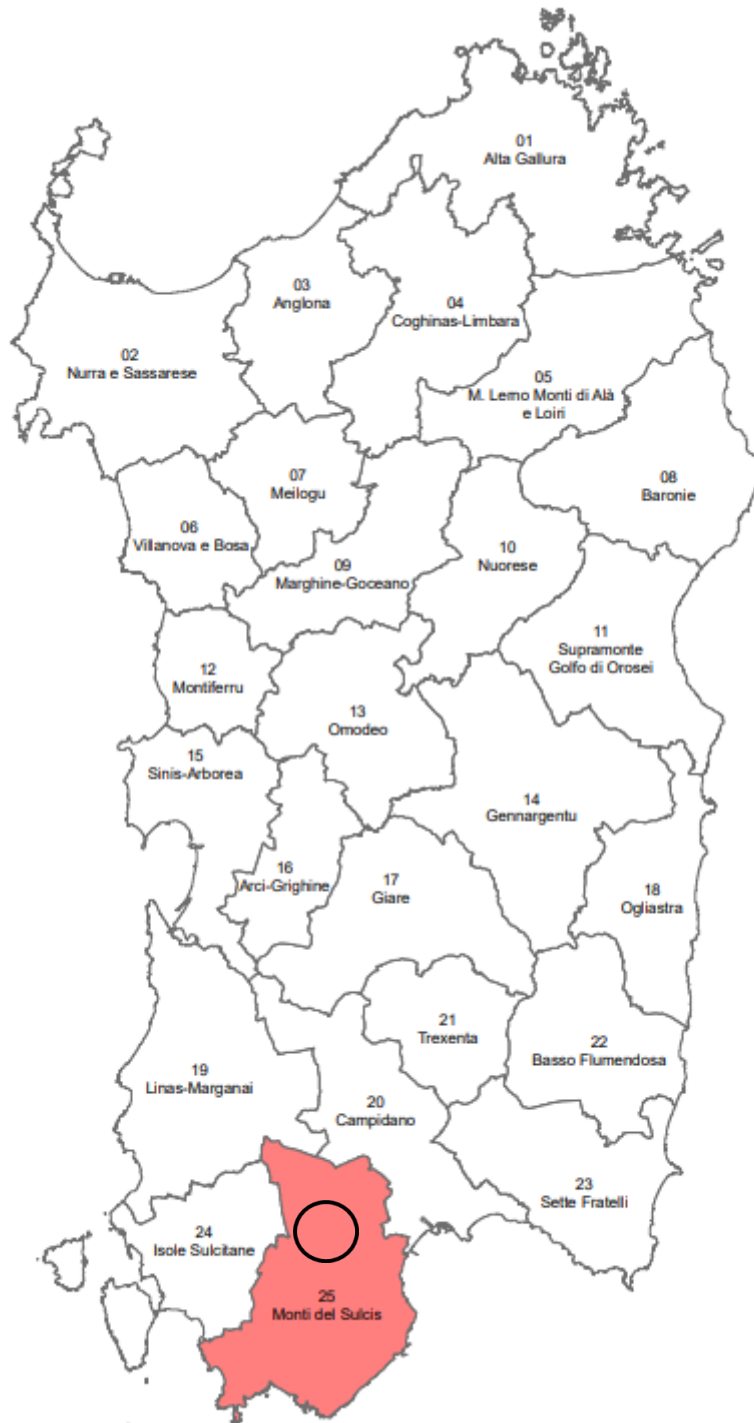 01
Alta Gallura
02
Nurra e Sassarese
03
Anglona
04
Coghinas-Limbara
05
M. Lerno Monti di Alà
e Loiri
06
Villanova e Bosa
07
Meilogu
08
Baronie
09
Marghine-Goceano
10
Nuorese
11
Supramonte
Golfo di Orosei
12
Montiferru
13
Omodeo
14
Gennargentu
15
Sinis-Arborea
16
Arci-Grighine
17
Giare
18
Ogliastra
19
Linas-Marganai
20
Campidano
21
Trexenta
22
Basso Flumendosa
23
Sette Fratelli
24
Isole Sulcitane
25
Monti del Sulcis